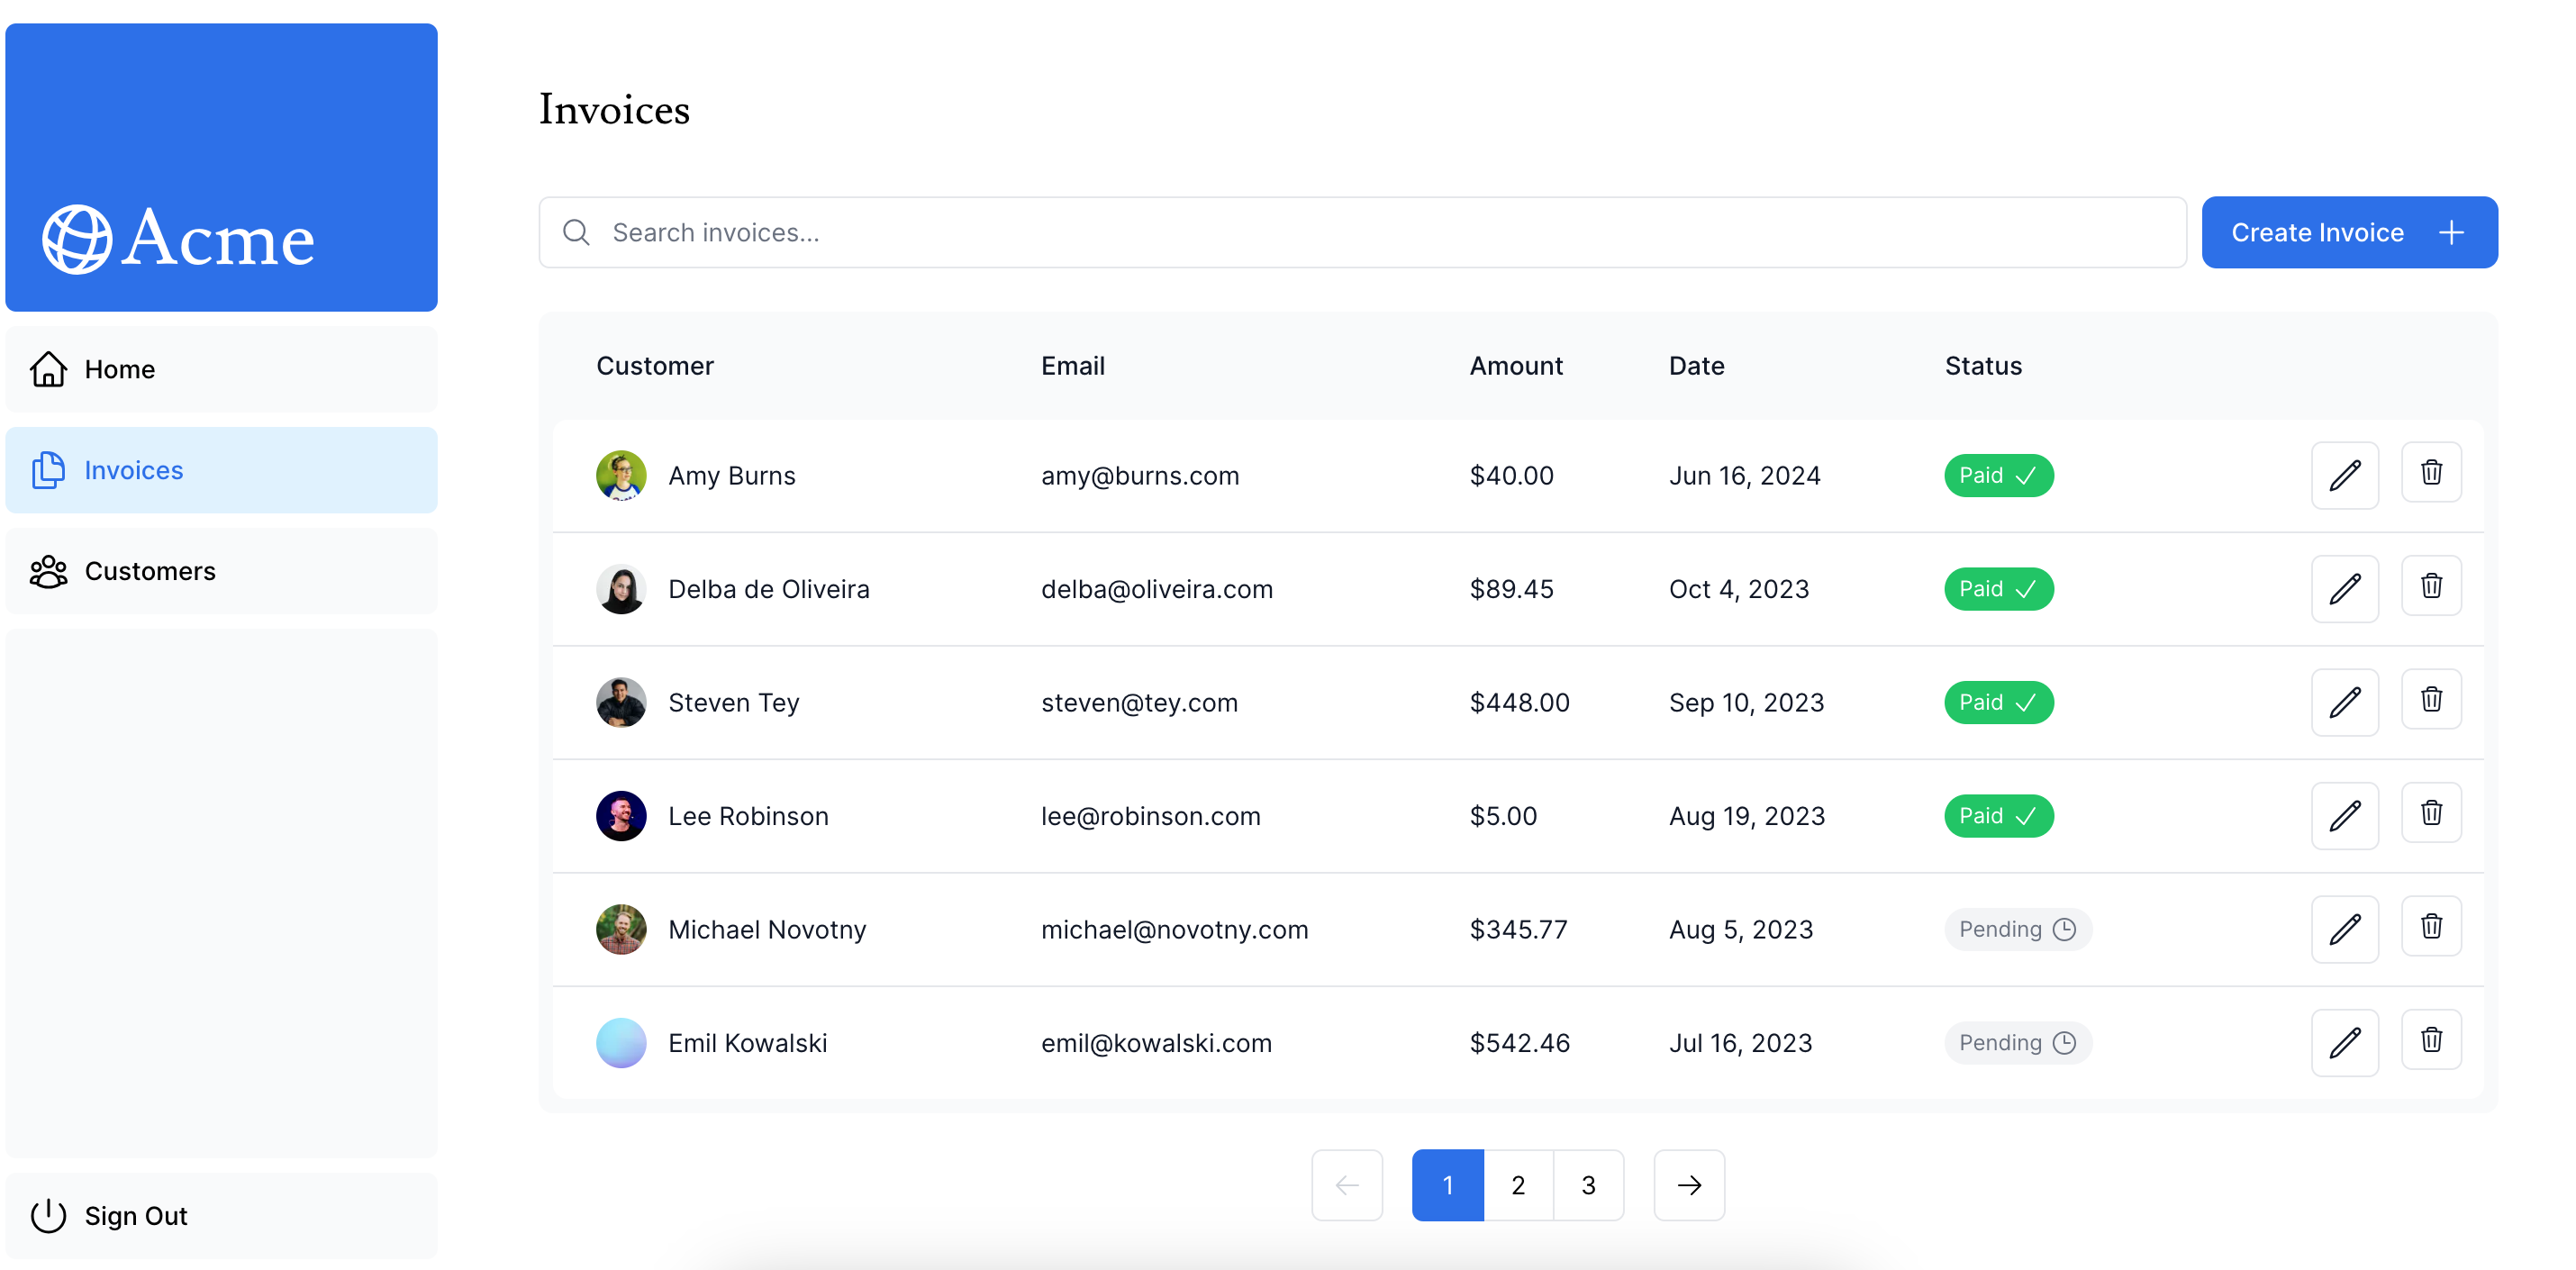 Acme
Home
Invoices
Customers
Sign Out
Invoices
Search invoices...
Create Invoice
Customer Email Amount Date Status
Amy Burns amy@burns.com $40.00 Jun 16, 2024 Paid
Delba de Oliveira delba@oliveira.com $89.45 Oct 4, 2023 Paid
Steven Tey steven@tey.com $448.00 Sep 10, 2023 Paid
Lee Robinson lee@robinson.com $5.00 Aug 19, 2023 Paid
Michael Novotny michael@novotny.com $345.77 Aug 5, 2023 Pending
Emil Kowalski emil@kowalski.com $542.46 Jul 16, 2023 Pending
1 2 3